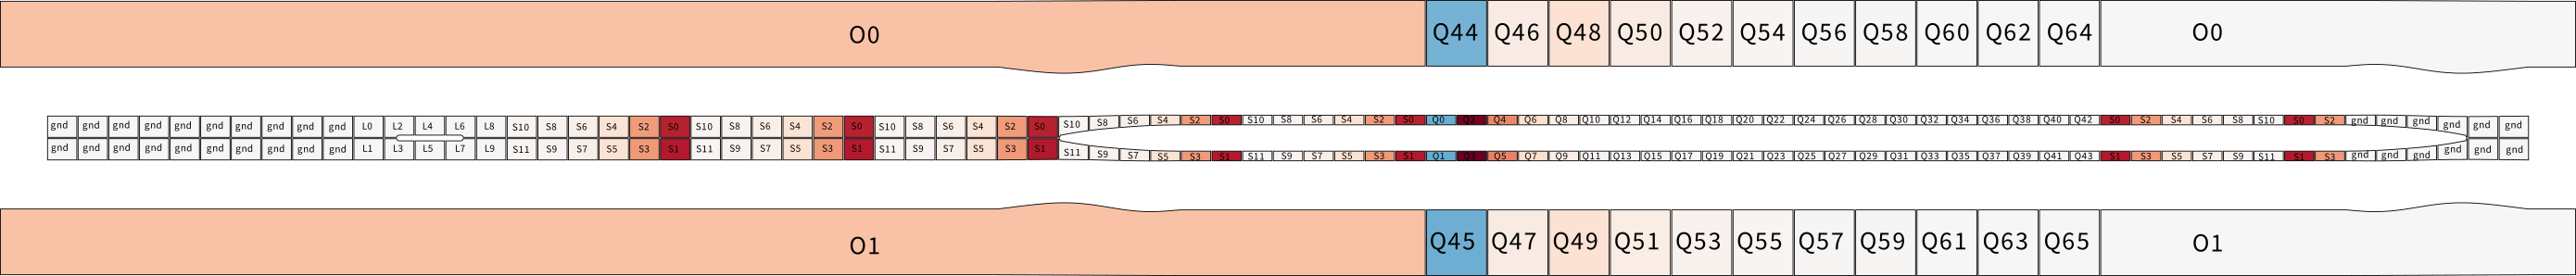 O0 Q44 Q46 Q48 Q50 Q52 Q54 Q56 Q58 Q60 Q62 Q64 O0
gnd gnd gnd gnd gnd gnd gnd gnd gnd gnd L0 L2 L4 L6 L8 S10 S8 S6 S4 S2 S0 S10 S8 S6 S4 S2 S0 S10 S8 S6 S4 S2 S0 S10 S8 S6 S4 S2 S0 S10 S8 S6 S4 S2 S0 Q0 Q2 Q4 Q6 Q8 Q10 Q12 Q14 Q16 Q18 Q20 Q22 Q24 Q26 Q28 Q30 Q32 Q34 Q36 Q38 Q40 Q42 S0 S2 S4 S6 S8 S10 S0 S2 gnd gnd gnd gnd gnd gnd
gnd gnd gnd gnd gnd gnd gnd gnd gnd gnd L1 L3 L5 L7 L9 S11 S9 S7 S5 S3 S1 S11 S9 S7 S5 S3 S1 S11 S9 S7 S5 S3 S1 S11 S9 S7 S5 S3 S1 S11 S9 S7 S5 S3 S1 Q1 Q3 Q5 Q7 Q9 Q11 Q13 Q15 Q17 Q19 Q21 Q23 Q25 Q27 Q29 Q31 Q33 Q35 Q37 Q39 Q41 Q43 S1 S3 S5 S7 S9 S11 S1 S3 gnd gnd gnd gnd gnd gnd
O1 Q45 Q47 Q49 Q51 Q53 Q55 Q57 Q59 Q61 Q63 Q65 O1